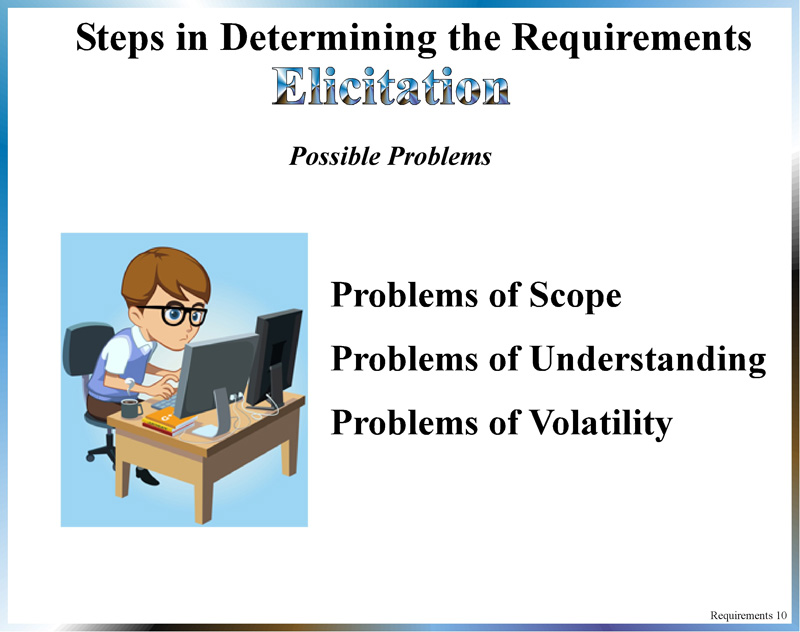 Steps in Determining the Requirements
Elicitation
Possible Problems
Problems of Scope
Problems of Understanding
Problems of Volatility
Requirements 10